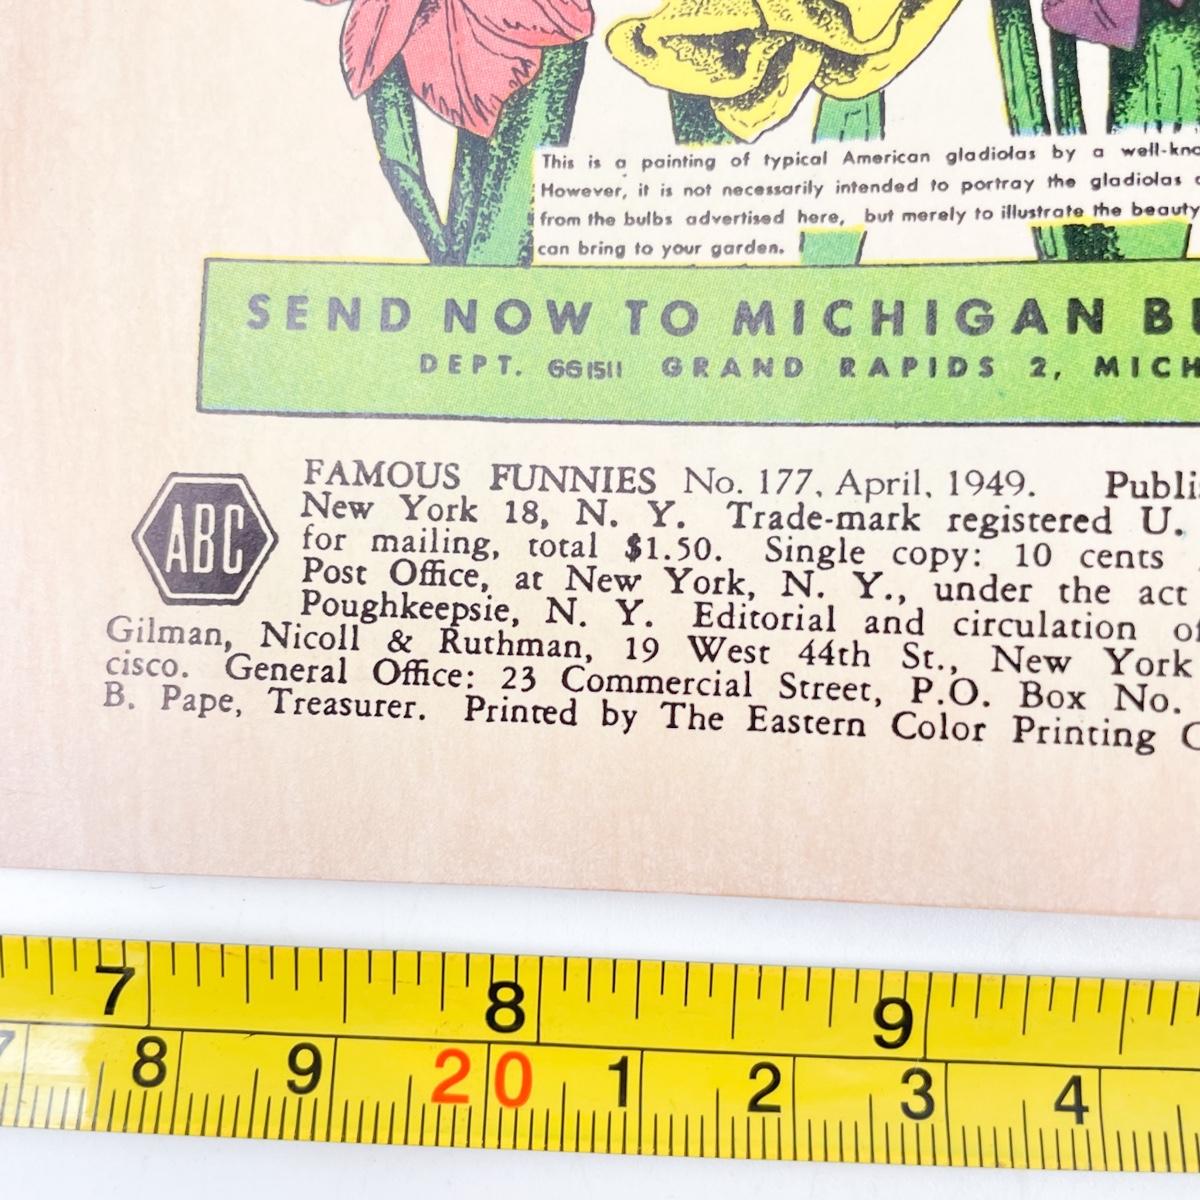 This is a painting of typical American gladiolas by a well-kno
However, it is not necessarily intended to portray the gladiolas
from the bulbs advertised here, but merely to illustrate the beauty
can bring to your garden.
SEND NOW TO MICHIGAN B
DEPT. GG1511 GRAND RAPIDS 2, MICH
ABC
FAMOUS FUNNIES No. 177, April, 1949. Publi
New York 18, N. Y. Trade-mark registered U.
for mailing, total $1.50. Single copy: 10 cents
Post Office, at New York, N. Y., under the act
Poughkeepsie, N. Y. Editorial and circulation of
Gilman, Nicoll & Ruthman, 19 West 44th St., New York
cisco. General Office: 23 Commercial Street, P.O. Box No.
B. Pape, Treasurer. Printed by The Eastern Color Printing C
7 8 9
7 8 9 20 1 2 3 4